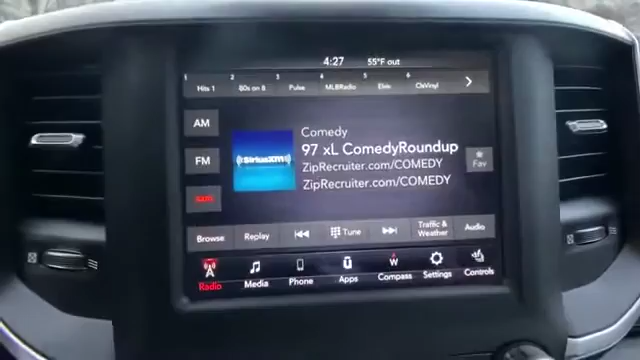 4:27 55°F out
1 2 3 4 5 6
Hits 1 80s on 8 Pulse MLBRadio Elvis ClsVinyl
AM
FM
SXM
((SiriusXM))
Comedy
97 xL ComedyRoundup
ZipRecruiter.com/COMEDY
ZipRecruiter.com/COMEDY
Fav
Browse Replay Tune Traffic & Weather Audio
Radio Media Phone Apps W Compass Settings Controls